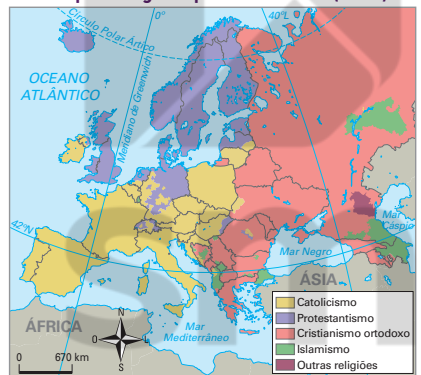 Círculo Polar Ártico
0°
40°L
OCEANO
ATLÂNTICO
Meridiano de Greenwich
42°N
Mar
Cáspio
Mar Negro
ÁSIA
ÁFRICA
Mar
Mediterrâneo
N
O
L
S
0 670 km
Catolicismo
Protestantismo
Cristianismo ortodoxo
Islamismo
Outras religiões